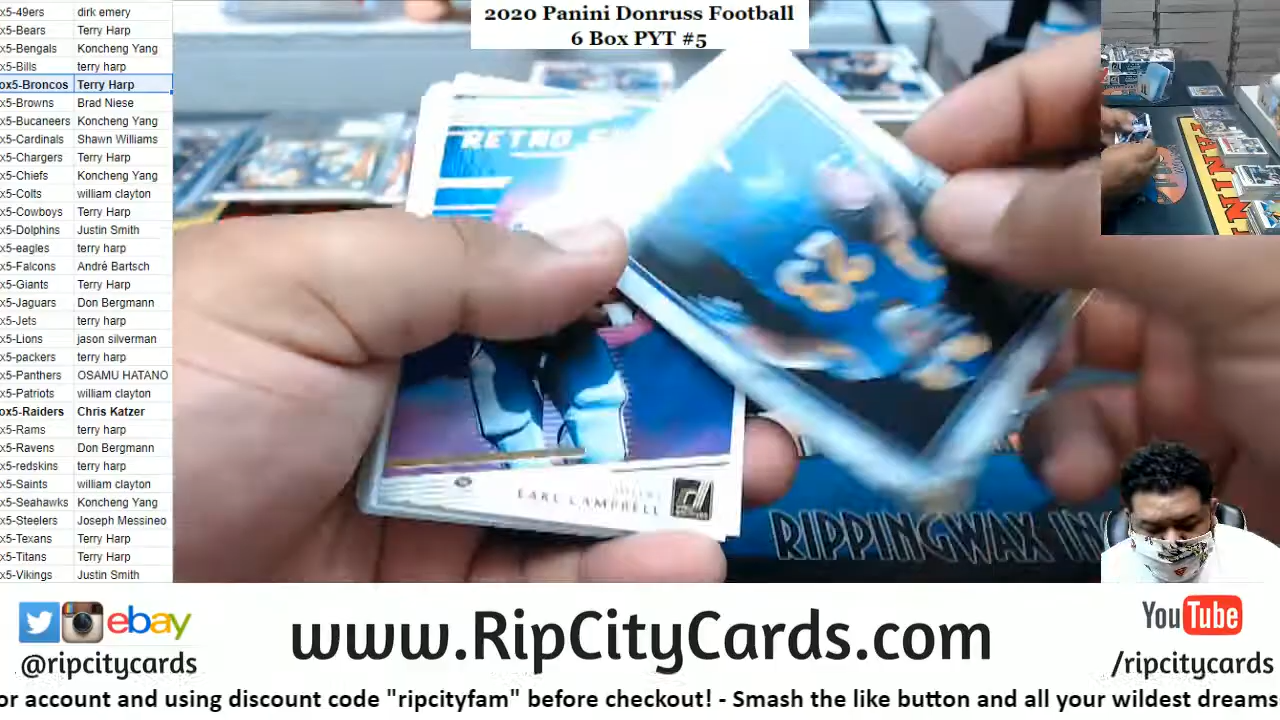 2020 Panini Donruss Football
6 Box PYT #5
x5-49ers dirk emery
x5-Bears Terry Harp
x5-Bengals Koncheng Yang
x5-Bills terry harp
ox5-Broncos Terry Harp
x5-Browns Brad Niese
x5-Bucaneers Koncheng Yang
x5-Cardinals Shawn Williams
x5-Chargers Terry Harp
x5-Chiefs Koncheng Yang
x5-Colts william clayton
x5-Cowboys Terry Harp
x5-Dolphins Justin Smith
x5-eagles terry harp
x5-Falcons André Bartsch
x5-Giants Terry Harp
x5-Jaguars Don Bergmann
x5-Jets terry harp
x5-Lions jason silverman
x5-packers terry harp
x5-Panthers OSAMU HATANO
x5-Patriots william clayton
ox5-Raiders Chris Katzer
x5-Rams terry harp
x5-Ravens Don Bergmann
x5-redskins terry harp
x5-Saints william clayton
x5-Seahawks Koncheng Yang
x5-Steelers Joseph Messineo
x5-Texans Terry Harp
x5-Titans Terry Harp
x5-Vikings Justin Smith
RETRO
EARL CAMPBELL
RIPPINGWAX IN
ebay
@ripcitycards
www.RipCityCards.com
YouTube
/ripcitycards
or account and using discount code "ripcityfam" before checkout! - Smash the like button and all your wildest dreams